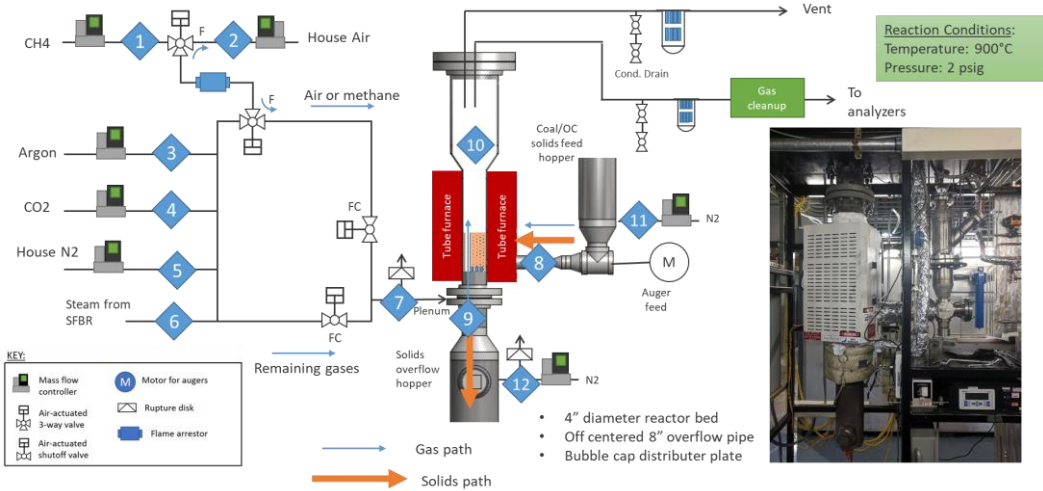 CH4
1
F
2
House Air
F
Air or methane
Argon
3
CO2
4
House N2
5
Steam from
SFBR
6
FC
FC
Remaining gases
7
Plenum
Solids
overflow
hopper
8
9
10
Tube furnace
Tube furnace
Coal/OC
solids feed
hopper
11
N2
M
Auger
feed
12
N2
Cond. Drain
Vent
Gas
cleanup
To
analyzers
Reaction Conditions:
Temperature: 900°C
Pressure: 2 psig
KEY:
Mass flow
controller
Air-actuated
3-way valve
Air-actuated
shutoff valve
M
Motor for augers
Rupture disk
Flame arrestor
Gas path
Solids path
• 4” diameter reactor bed
• Off centered 8” overflow pipe
• Bubble cap distributer plate